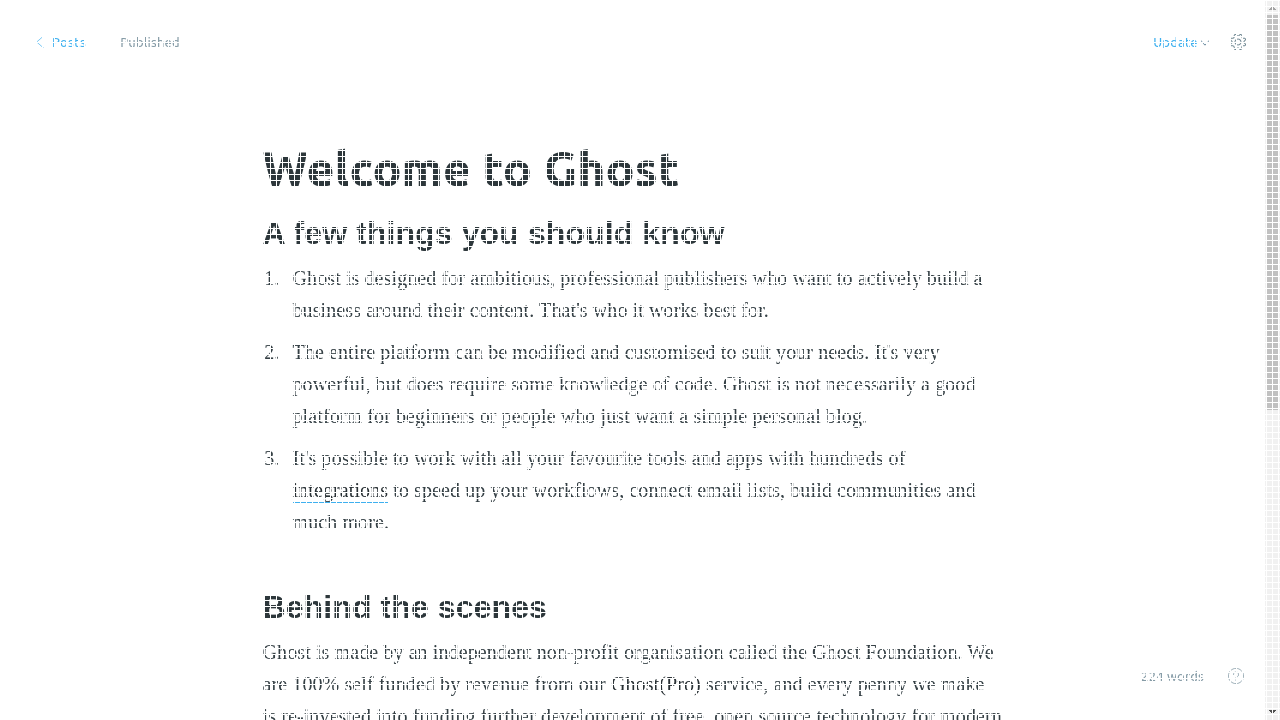 Posts
Published
Update
Welcome to Ghost
A few things you should know
1. Ghost is designed for ambitious, professional publishers who want to actively build a
business around their content. That's who it works best for.
2. The entire platform can be modified and customised to suit your needs. It's very
powerful, but does require some knowledge of code. Ghost is not necessarily a good
platform for beginners or people who just want a simple personal blog.
3. It's possible to work with all your favourite tools and apps with hundreds of
integrations to speed up your workflows, connect email lists, build communities and
much more.
Behind the scenes
Ghost is made by an independent non-profit organisation called the Ghost Foundation. We
are 100% self funded by revenue from our Ghost(Pro) service, and every penny we make
is re-invested into funding further development of free, open source technology for modern
224 words